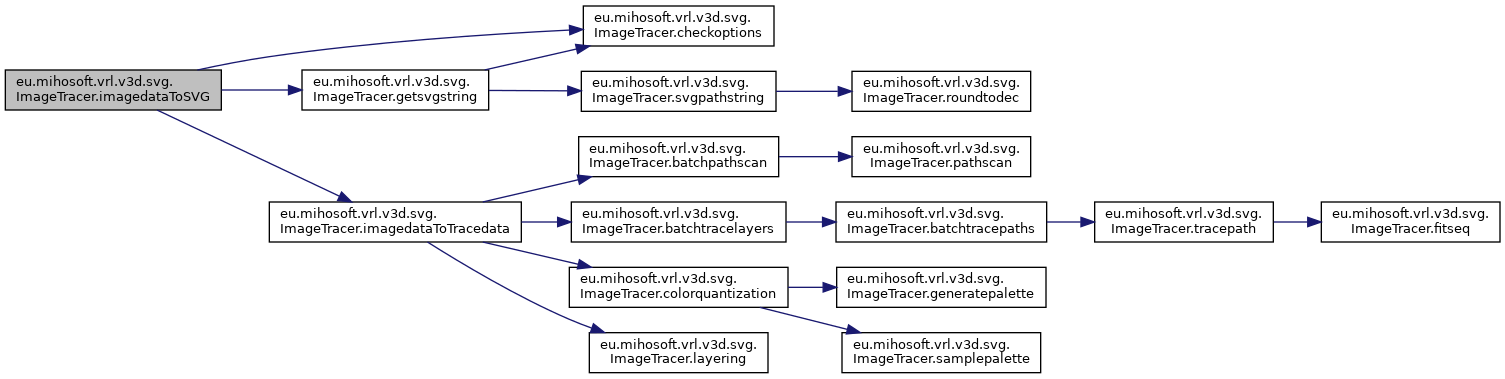 eu.mihosoft.vrl.v3d.svg.
ImageTracer.imagedataToSVG
eu.mihosoft.vrl.v3d.svg.
ImageTracer.checkoptions
eu.mihosoft.vrl.v3d.svg.
ImageTracer.getsvgstring
eu.mihosoft.vrl.v3d.svg.
ImageTracer.svgpathstring
eu.mihosoft.vrl.v3d.svg.
ImageTracer.roundtodec
eu.mihosoft.vrl.v3d.svg.
ImageTracer.imagedataToTracedata
eu.mihosoft.vrl.v3d.svg.
ImageTracer.batchpathscan
eu.mihosoft.vrl.v3d.svg.
ImageTracer.pathscan
eu.mihosoft.vrl.v3d.svg.
ImageTracer.batchtracelayers
eu.mihosoft.vrl.v3d.svg.
ImageTracer.batchtracepaths
eu.mihosoft.vrl.v3d.svg.
ImageTracer.tracepath
eu.mihosoft.vrl.v3d.svg.
ImageTracer.fitseq
eu.mihosoft.vrl.v3d.svg.
ImageTracer.colorquantization
eu.mihosoft.vrl.v3d.svg.
ImageTracer.generatepalette
eu.mihosoft.vrl.v3d.svg.
ImageTracer.samplepalette
eu.mihosoft.vrl.v3d.svg.
ImageTracer.layering